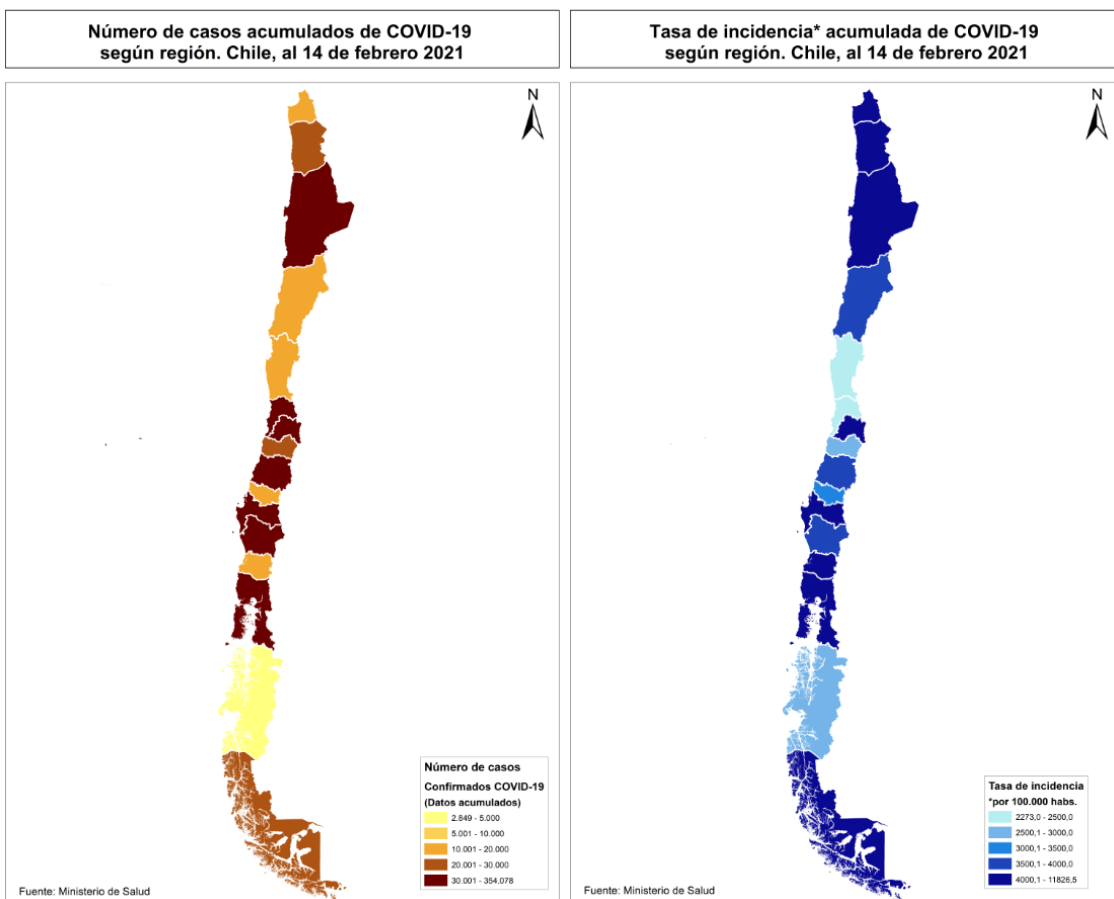 Número de casos acumulados de COVID-19
según región. Chile, al 14 de febrero 2021
N
Número de casos
Confirmados COVID-19
(Datos acumulados)
2.849 - 5.000
5.001 - 10.000
10.001 - 20.000
20.001 - 30.000
30.001 - 354.078
Fuente: Ministerio de Salud
Tasa de incidencia* acumulada de COVID-19
según región. Chile, al 14 de febrero 2021
N
Tasa de incidencia
*por 100.000 habs.
2273,0 - 2500,0
2500,1 - 3000,0
3000,1 - 3500,0
3500,1 - 4000,0
4000,1 - 11826,5
Fuente: Ministerio de Salud